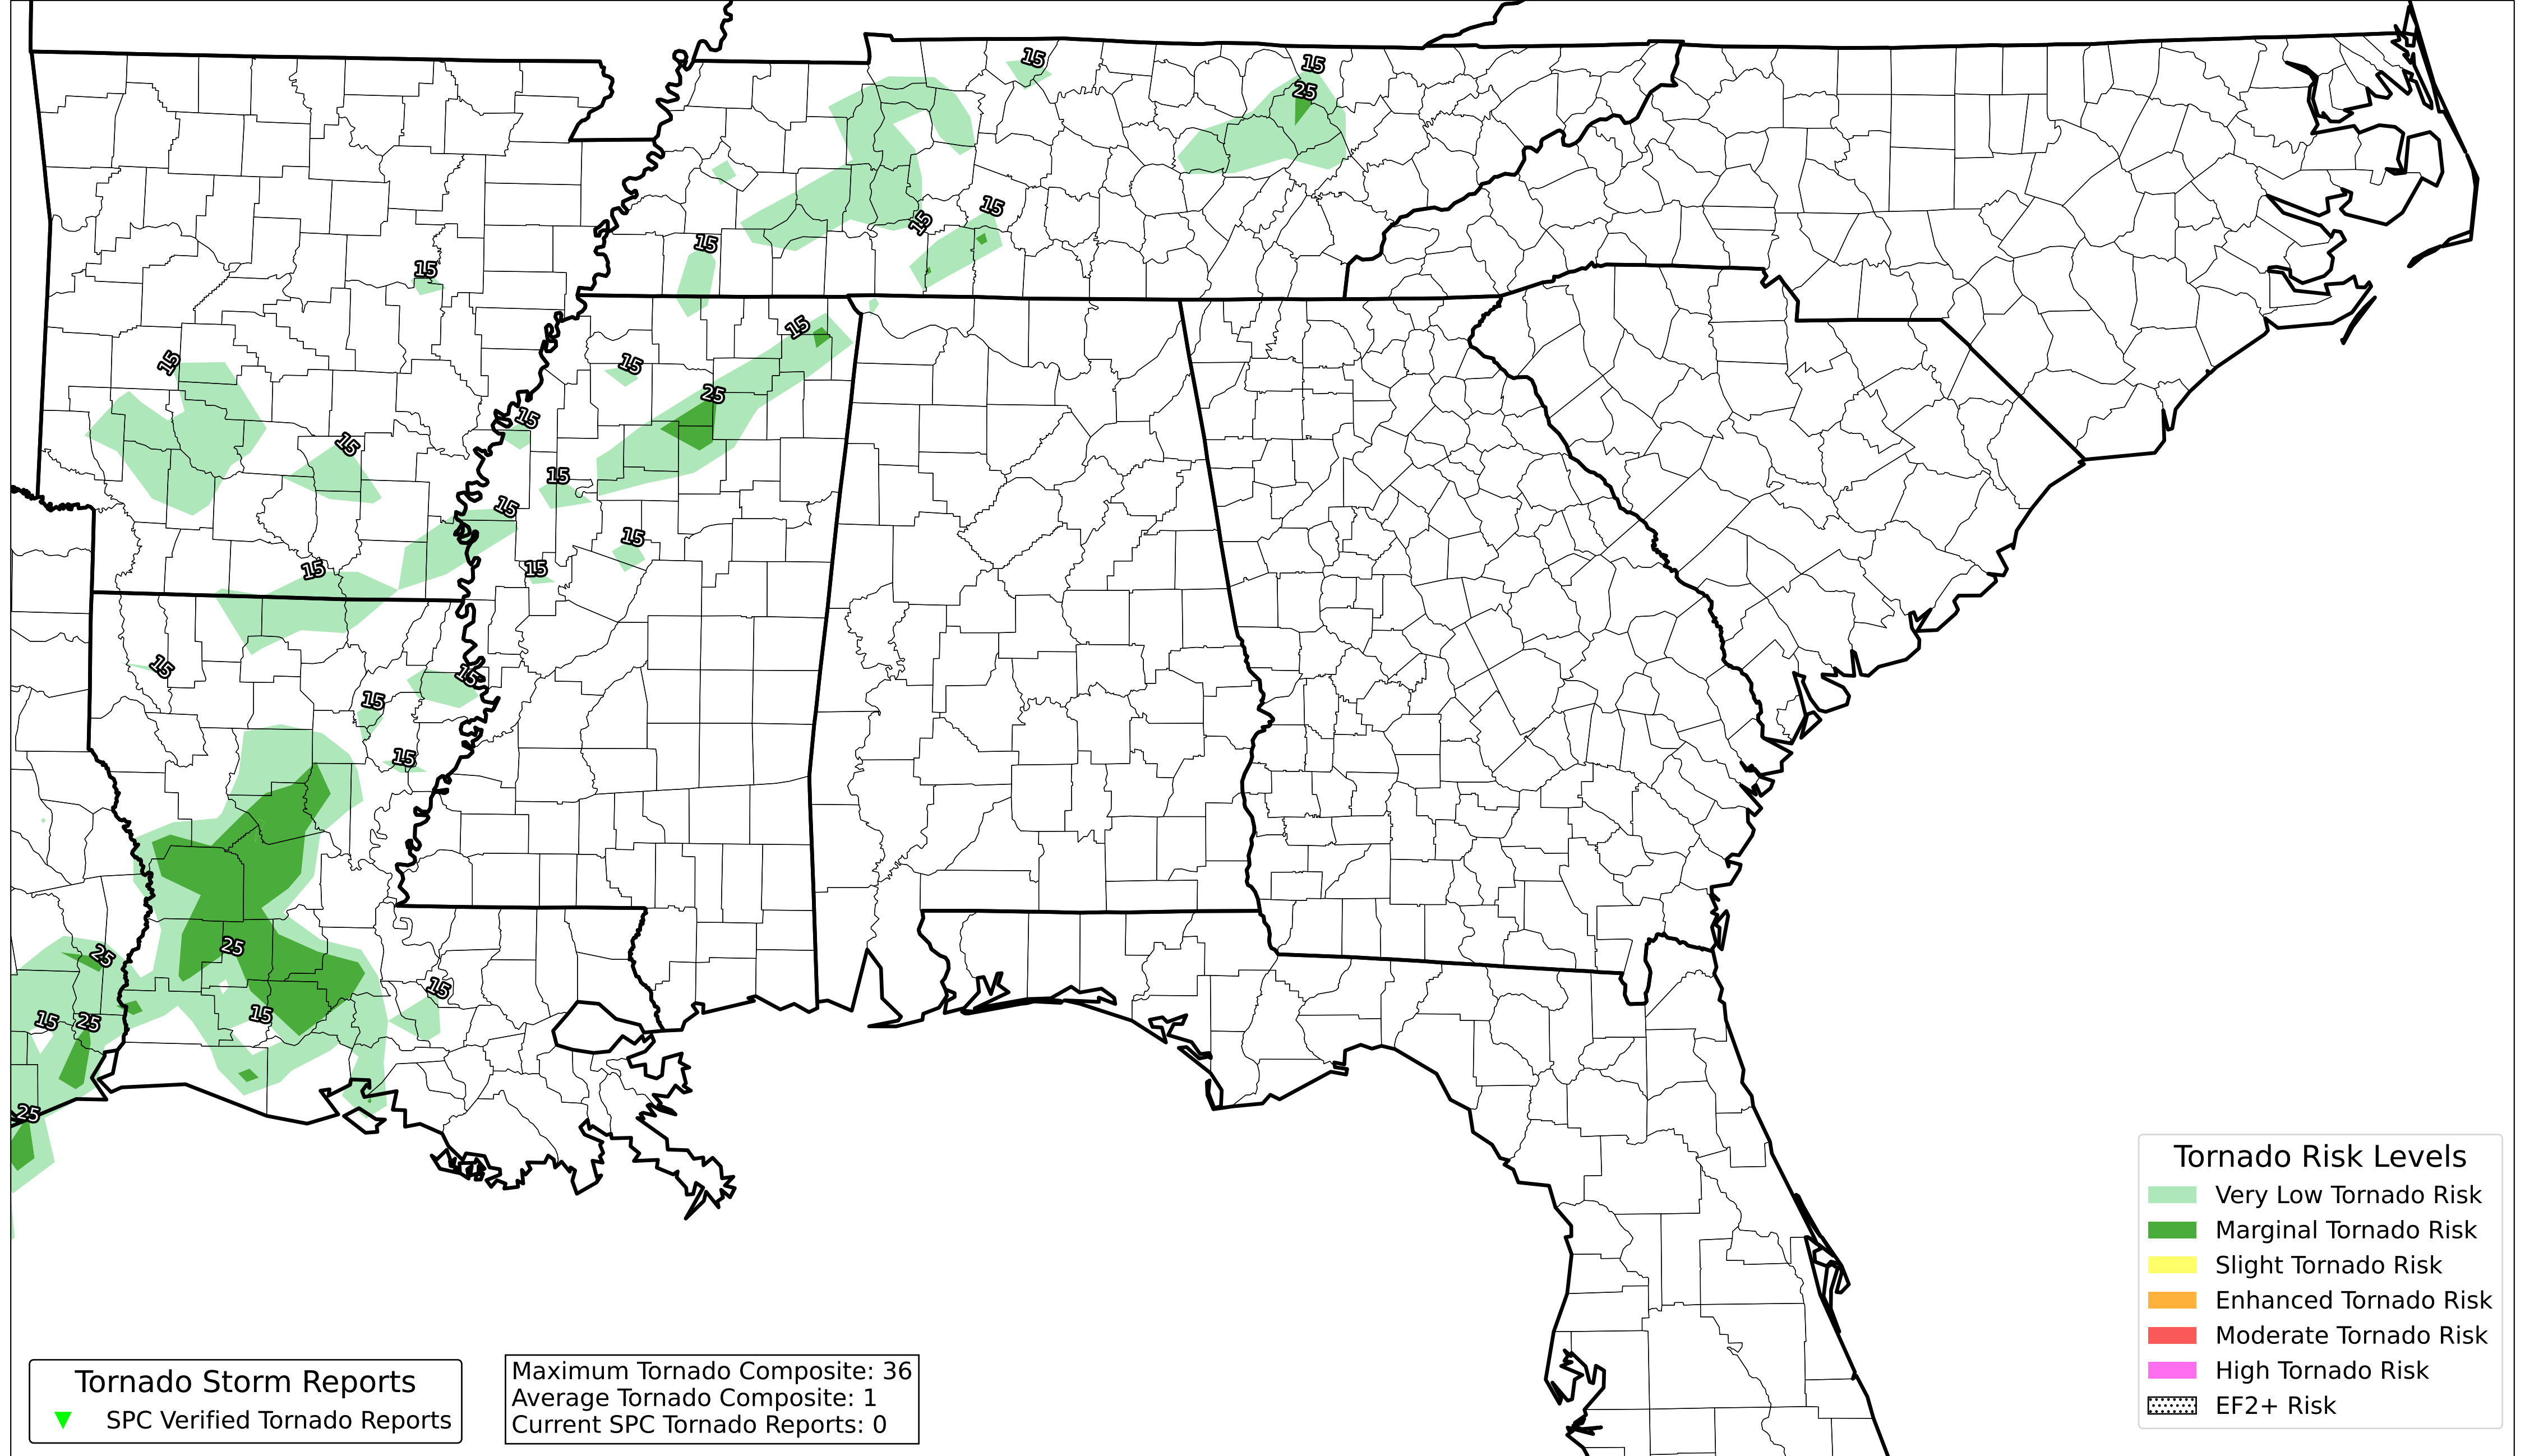 15
15
25
15
15
15
15
15
15
15
25
15
15
15
15
15
15
15
15
15
15
15
25
25
15
15
15
25
25
Tornado Risk Levels
Very Low Tornado Risk
Marginal Tornado Risk
Slight Tornado Risk
Enhanced Tornado Risk
Moderate Tornado Risk
High Tornado Risk
EF2+ Risk
Tornado Storm Reports
SPC Verified Tornado Reports
Maximum Tornado Composite: 36
Average Tornado Composite: 1
Current SPC Tornado Reports: 0